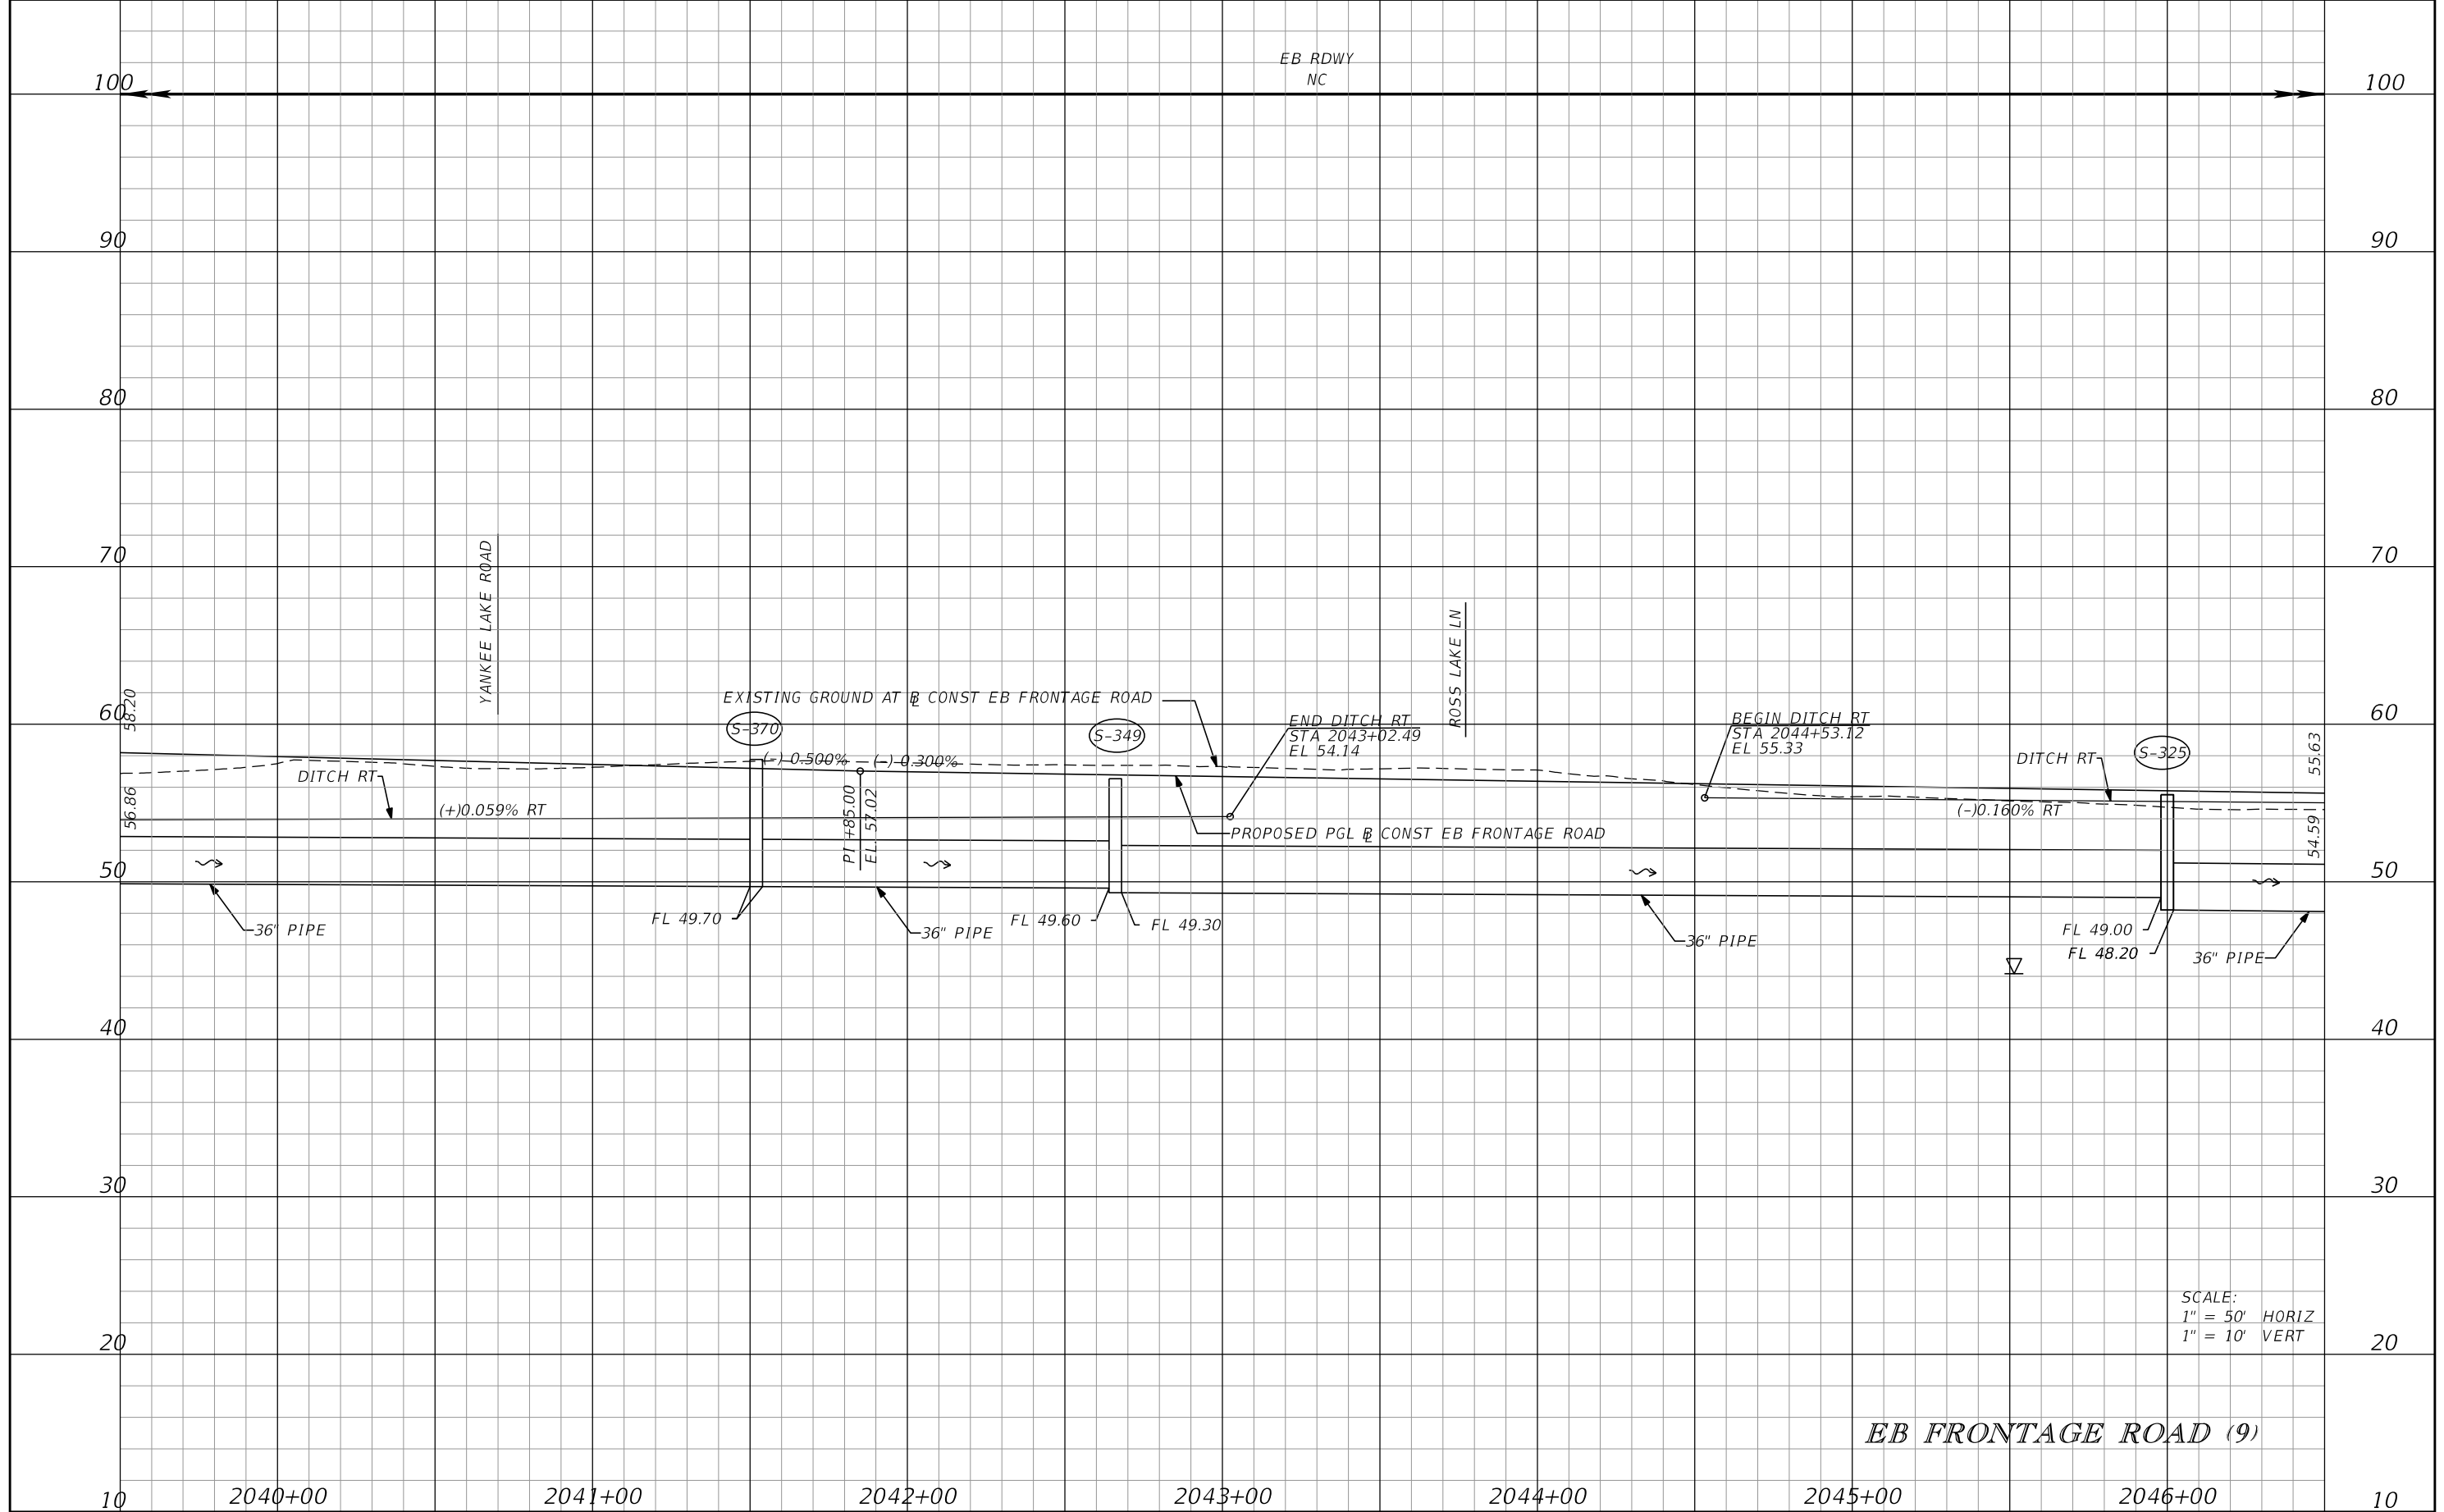 EB RDWY
NC
100
100
90
90
80
80
70
70
60
60
50
50
40
40
30
30
20
20
10
10
YANKEE LAKE ROAD
ROSS LAKE LN
58.20
56.86
55.63
54.59
EXISTING GROUND AT ℄ CONST EB FRONTAGE ROAD
S-370
S-349
S-325
END DITCH RT
STA 2043+02.49
EL 54.14
BEGIN DITCH RT
STA 2044+53.12
EL 55.33
DITCH RT
DITCH RT
(-) 0.500%
(-) 0.300%
(+)0.059% RT
(-)0.160% RT
PI +85.00
EL. 57.02
PROPOSED PGL ℄ CONST EB FRONTAGE ROAD
36" PIPE
FL 49.70
36" PIPE
FL 49.60
FL 49.30
36" PIPE
FL 49.00
FL 48.20
36" PIPE
SCALE:
1" = 50' HORIZ
1" = 10' VERT
EB FRONTAGE ROAD (9)
2040+00
2041+00
2042+00
2043+00
2044+00
2045+00
2046+00